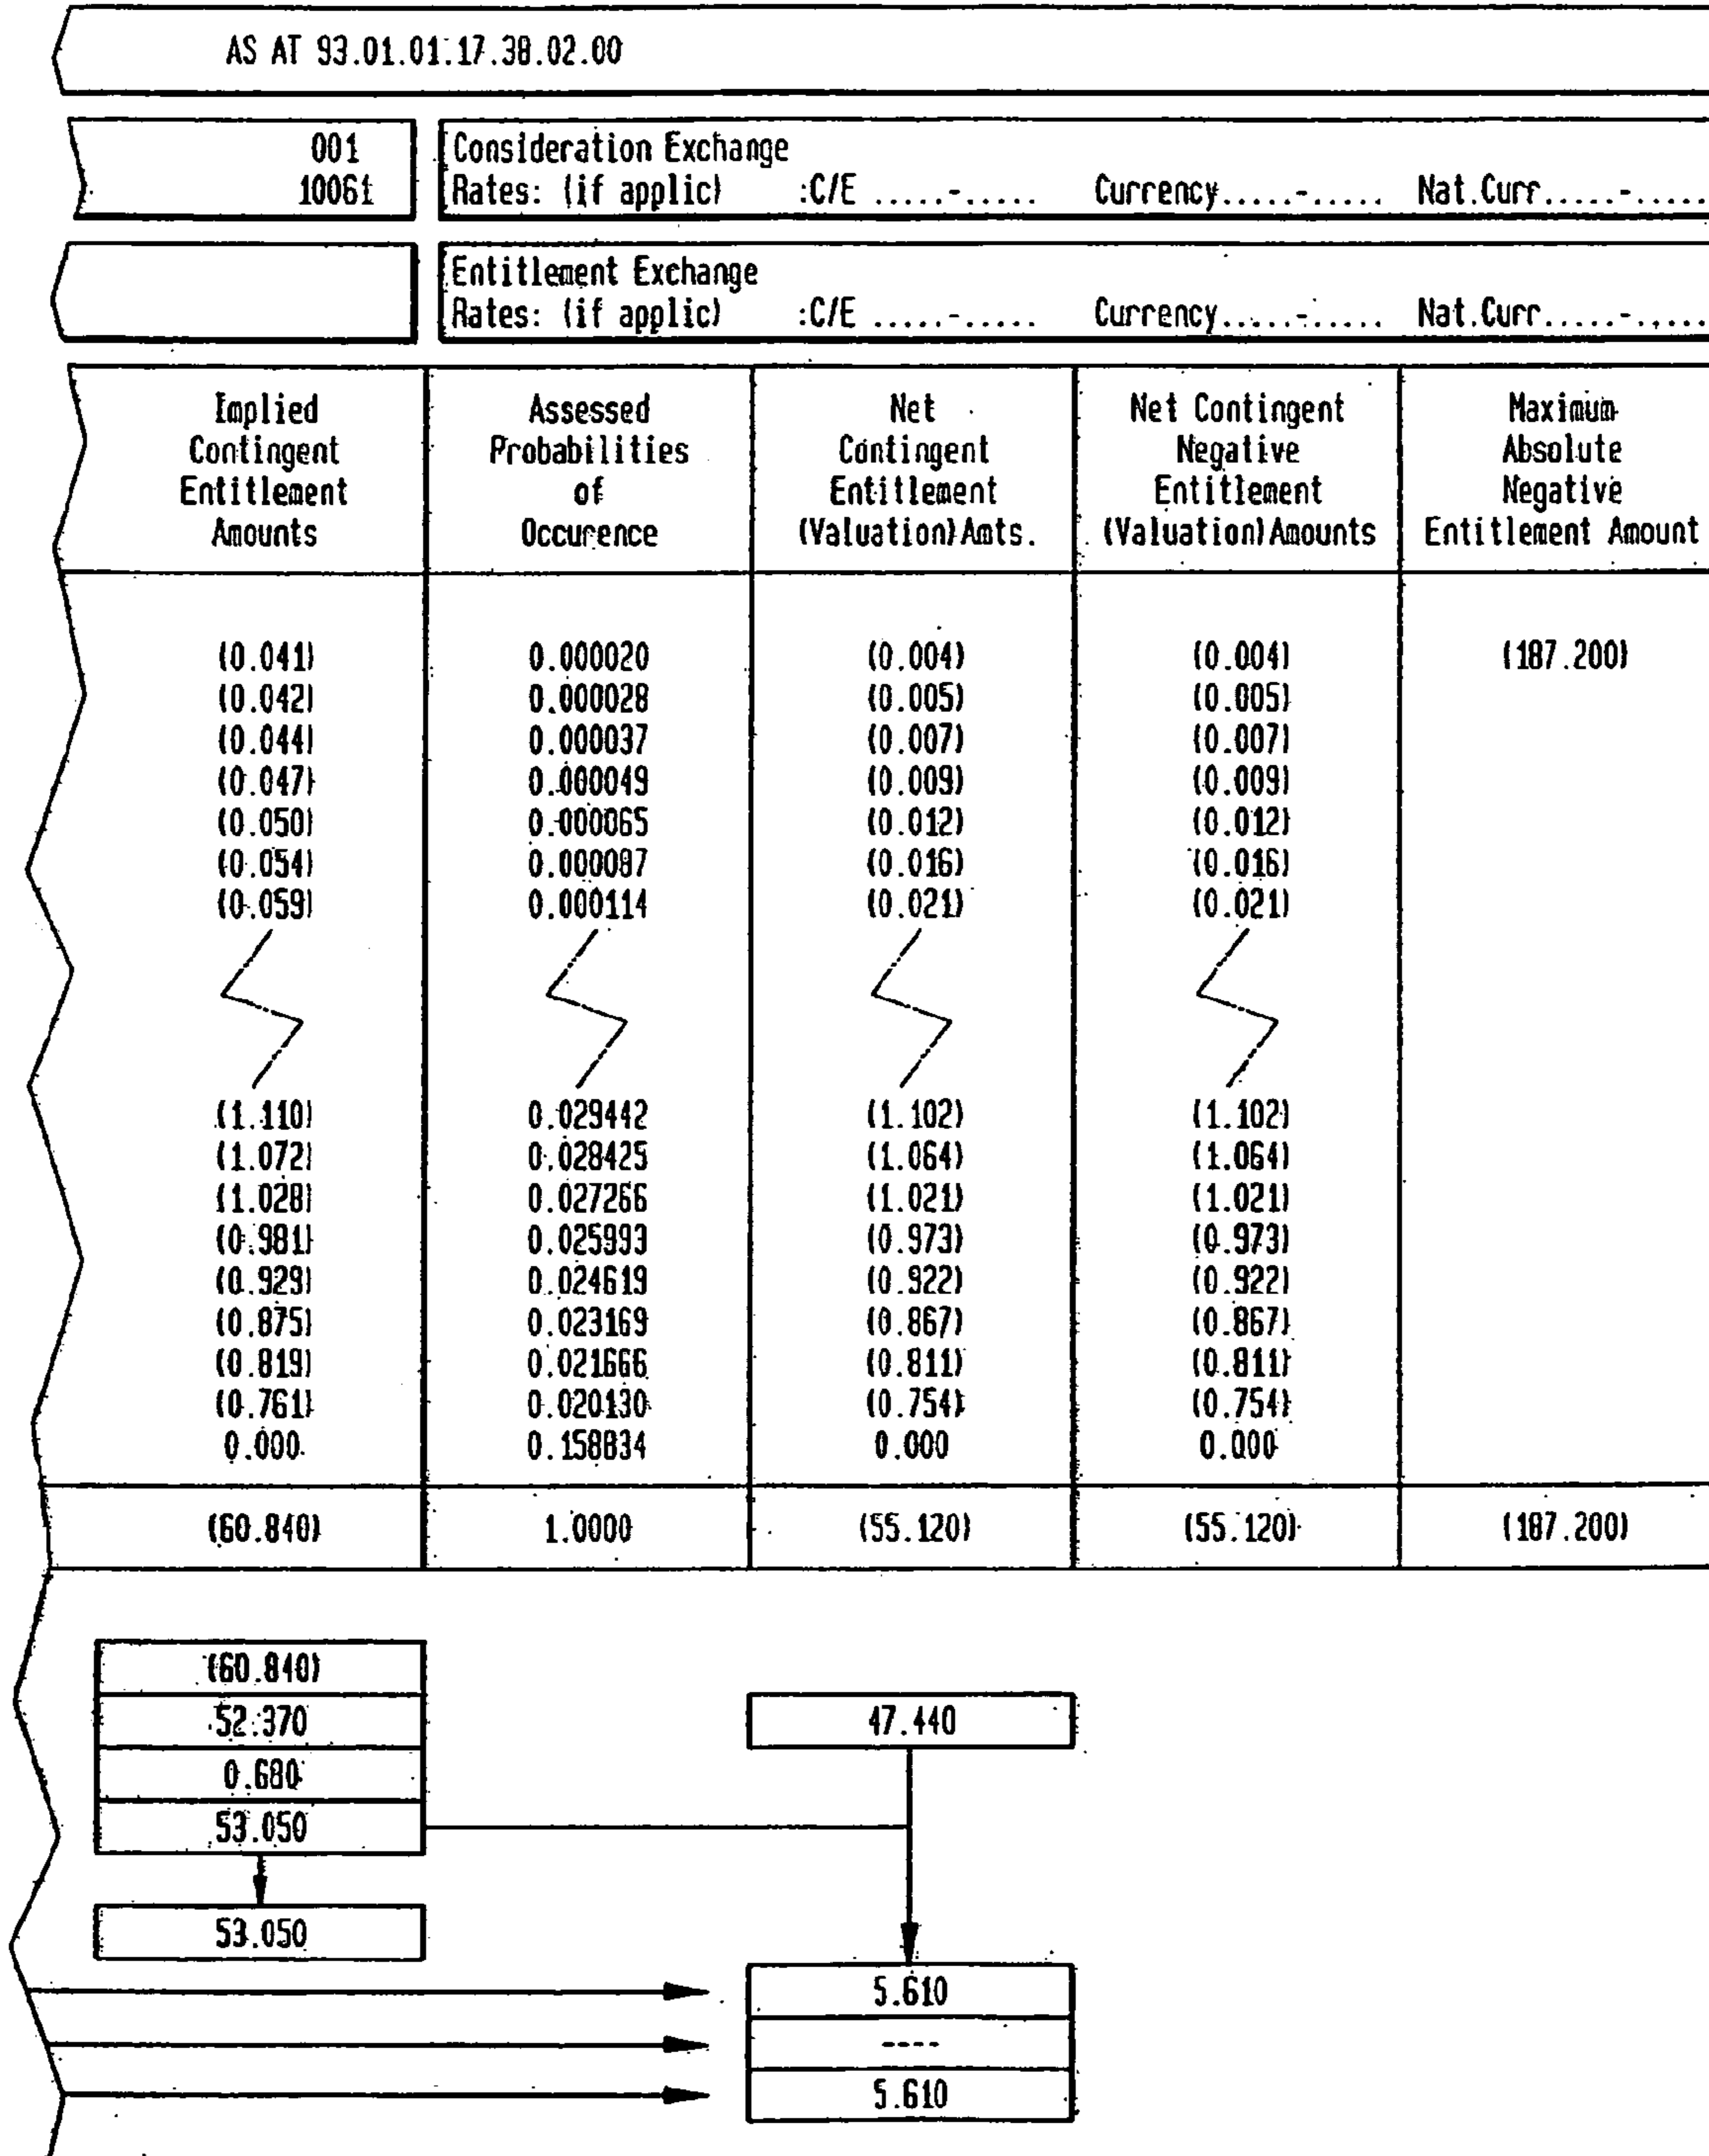 AS AT 93.01.01.17.38.02.00
001
10061
Consideration Exchange
Rates: (if applic) :C/E .....-..... Currency.....-..... Nat.Curr.....-.....
Entitlement Exchange
Rates: (if applic) :C/E .....-..... Currency.....-..... Nat.Curr.....-.....
Implied Contingent Entitlement Amounts
Assessed Probabilities of Occurence
Net Contingent Entitlement (Valuation) Amts.
Net Contingent Negative Entitlement (Valuation) Amounts
Maximum Absolute Negative Entitlement Amount
(0.041) 0.000020 (0.004) (0.004) (187.200)
(0.042) 0.000028 (0.005) (0.005)
(0.044) 0.000037 (0.007) (0.007)
(0.047) 0.000049 (0.009) (0.009)
(0.050) 0.000065 (0.012) (0.012)
(0.054) 0.000087 (0.016) (0.016)
(0.059) 0.000114 (0.021) (0.021)
(1.110) 0.029442 (1.102) (1.102)
(1.072) 0.028425 (1.064) (1.064)
(1.028) 0.027266 (1.021) (1.021)
(0.981) 0.025993 (0.973) (0.973)
(0.929) 0.024619 (0.922) (0.922)
(0.875) 0.023169 (0.867) (0.867)
(0.819) 0.021666 (0.811) (0.811)
(0.761) 0.020130 (0.754) (0.754)
0.000 0.158834 0.000 0.000
(60.840) 1.0000 (55.120) (55.120) (187.200)
(60.840)
52.370 47.440
0.680
53.050
53.050
5.610
----
5.610